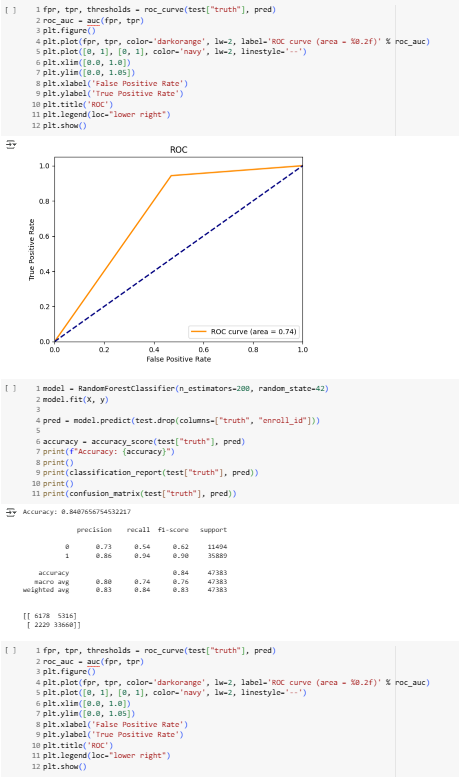 [ ] 1 fpr, tpr, thresholds = roc_curve(test["truth"], pred)
2 roc_auc = auc(fpr, tpr)
3 plt.figure()
4 plt.plot(fpr, tpr, color='darkorange', lw=2, label='ROC curve (area = %0.2f)' % roc_auc)
5 plt.plot([0, 1], [0, 1], color='navy', lw=2, linestyle='--')
6 plt.xlim([0.0, 1.0])
7 plt.ylim([0.0, 1.05])
8 plt.xlabel('False Positive Rate')
9 plt.ylabel('True Positive Rate')
10 plt.title('ROC')
11 plt.legend(loc="lower right")
12 plt.show()
ROC
1.0
0.8
0.6
0.4
0.2
0.0
True Positive Rate
ROC curve (area = 0.74)
0.0 0.2 0.4 0.6 0.8 1.0
False Positive Rate
[ ] 1 model = RandomForestClassifier(n_estimators=200, random_state=42)
2 model.fit(X, y)
3
4 pred = model.predict(test.drop(columns=["truth", "enroll_id"]))
5
6 accuracy = accuracy_score(test["truth"], pred)
7 print(f"Accuracy: {accuracy}")
8 print()
9 print(classification_report(test["truth"], pred))
10 print()
11 print(confusion_matrix(test["truth"], pred))
Accuracy: 0.8407656754532217
precision recall f1-score support
0 0.73 0.54 0.62 11494
1 0.86 0.94 0.90 35889
accuracy 0.84 47383
macro avg 0.80 0.74 0.76 47383
weighted avg 0.83 0.84 0.83 47383
[[ 6178 5316]
[ 2229 33660]]
[ ] 1 fpr, tpr, thresholds = roc_curve(test["truth"], pred)
2 roc_auc = auc(fpr, tpr)
3 plt.figure()
4 plt.plot(fpr, tpr, color='darkorange', lw=2, label='ROC curve (area = %0.2f)' % roc_auc)
5 plt.plot([0, 1], [0, 1], color='navy', lw=2, linestyle='--')
6 plt.xlim([0.0, 1.0])
7 plt.ylim([0.0, 1.05])
8 plt.xlabel('False Positive Rate')
9 plt.ylabel('True Positive Rate')
10 plt.title('ROC')
11 plt.legend(loc="lower right")
12 plt.show()